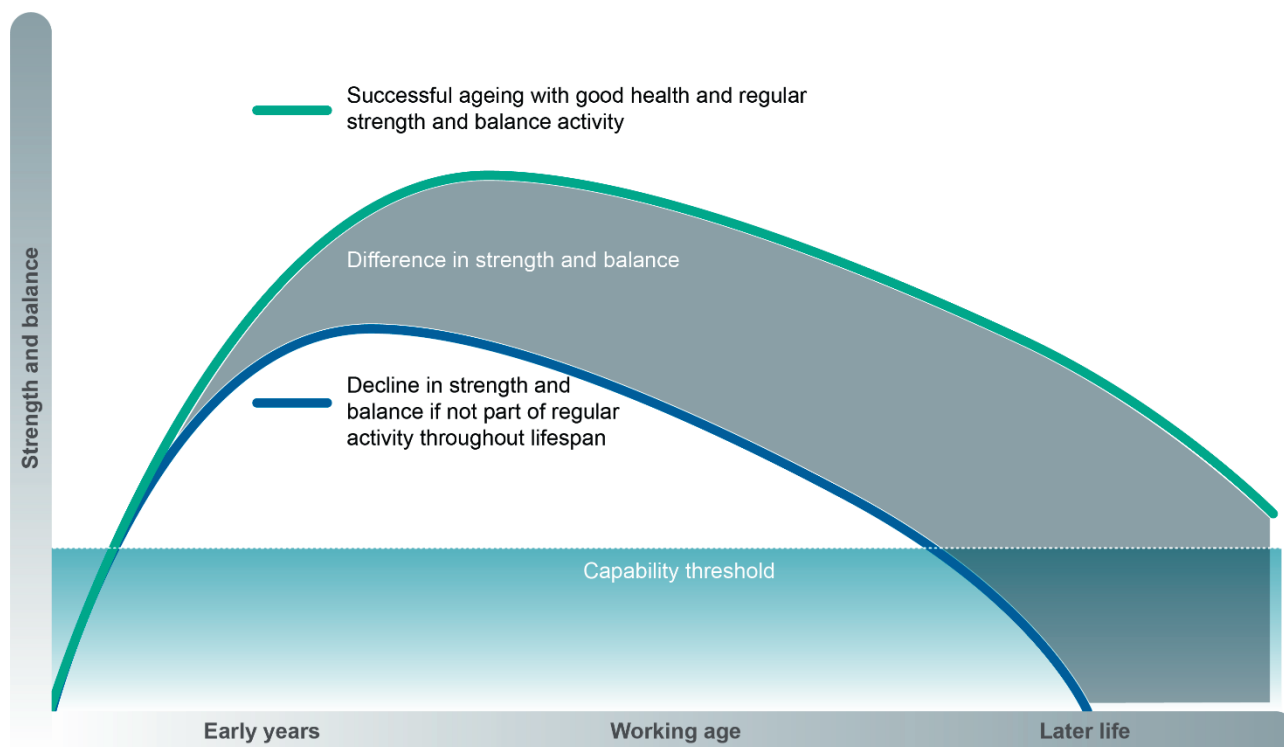 Successful ageing with good health and regular
strength and balance activity
Strength and balance
Difference in strength and balance
Decline in strength and
balance if not part of regular
activity throughout lifespan
Capability threshold
Early years
Working age
Later life